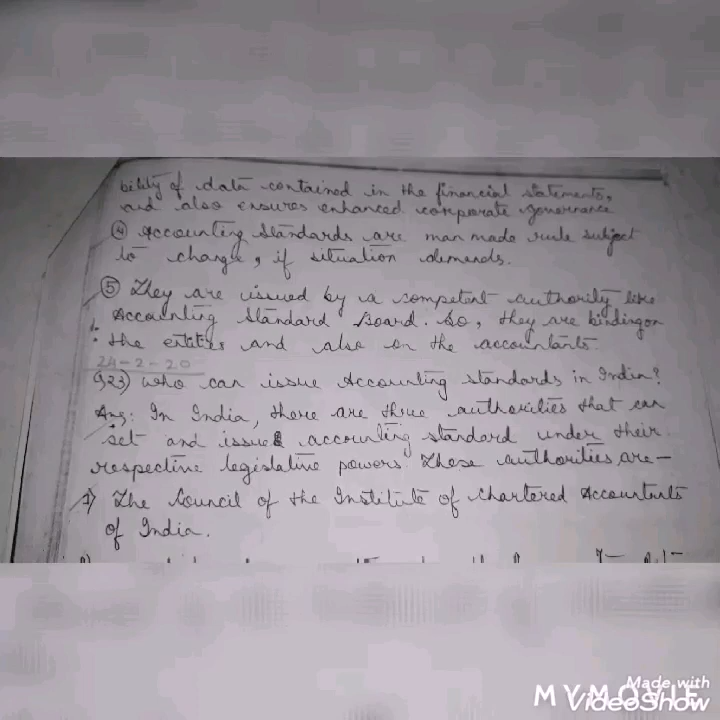 bility of data contained in the financial statements,
and also ensures enhanced corporate governance
④ Accounting Standards are man made rule subject
to change, if situation demands.
⑤ They are issued by a competent authority like
Accounting Standard Board. So, they are bindingon
the entities and also on the accountants.
24-2-20
Q23) Who can issue Accounting standards in India?
Ans: In India, there are three authorities that can
set and issue accounting standard under their
respective legislative powers. These authorities are—
1) The Council of the Institute of Chartered Accountants
of India.
Made with
MY MOVIE
VideoShow